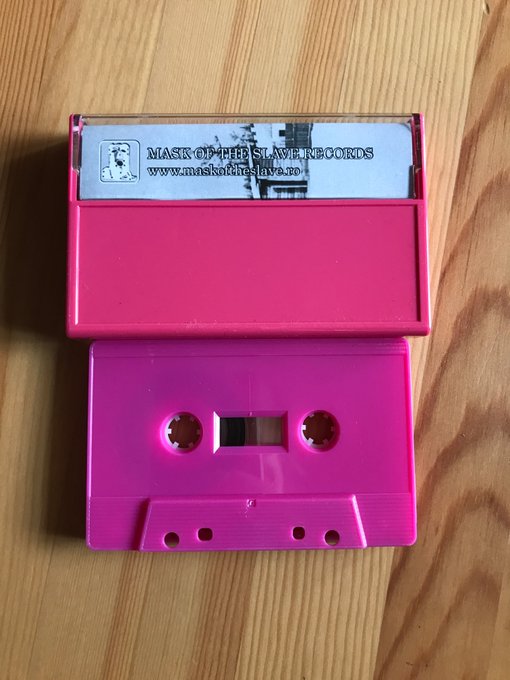 MASK OF THE SLAVE RECORDS
www.maskoftheslave.ro